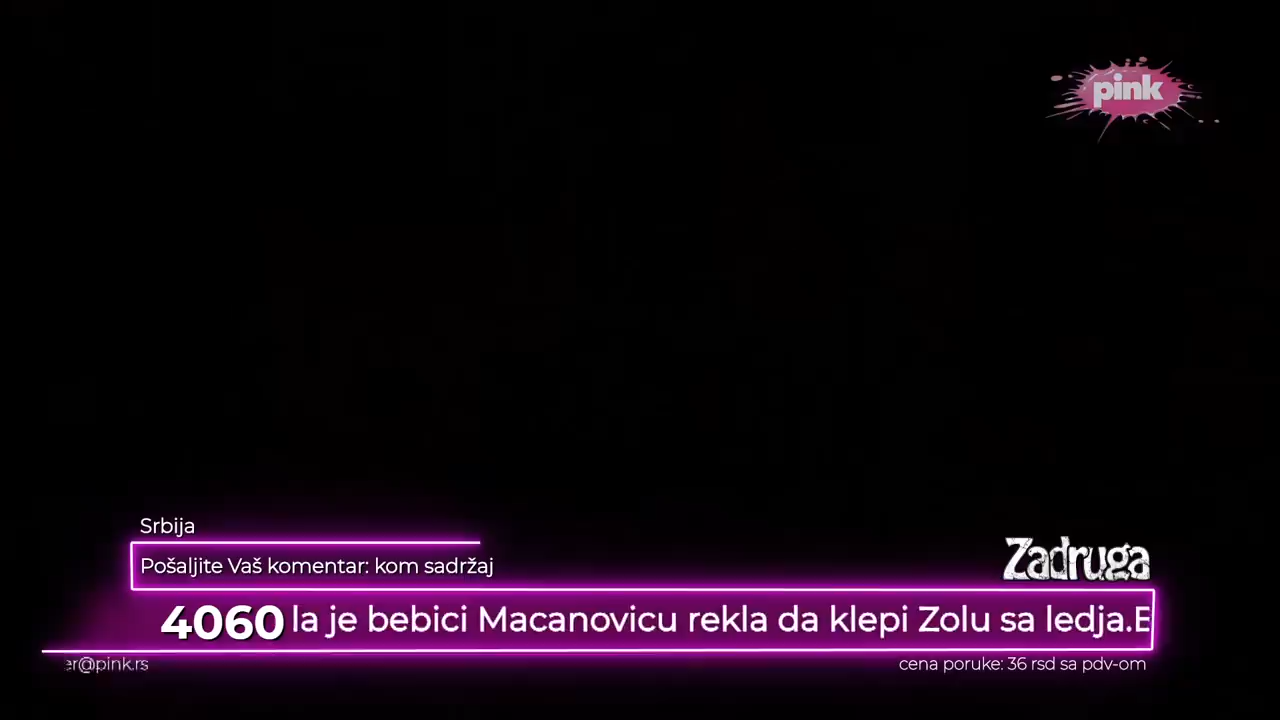 pink
Srbija
Pošaljite Vaš komentar: kom sadržaj
Zadruga
4060 la je bebici Macanovicu rekla da klepi Zolu sa ledja.E
er@pink.rs
cena poruke: 36 rsd sa pdv-om